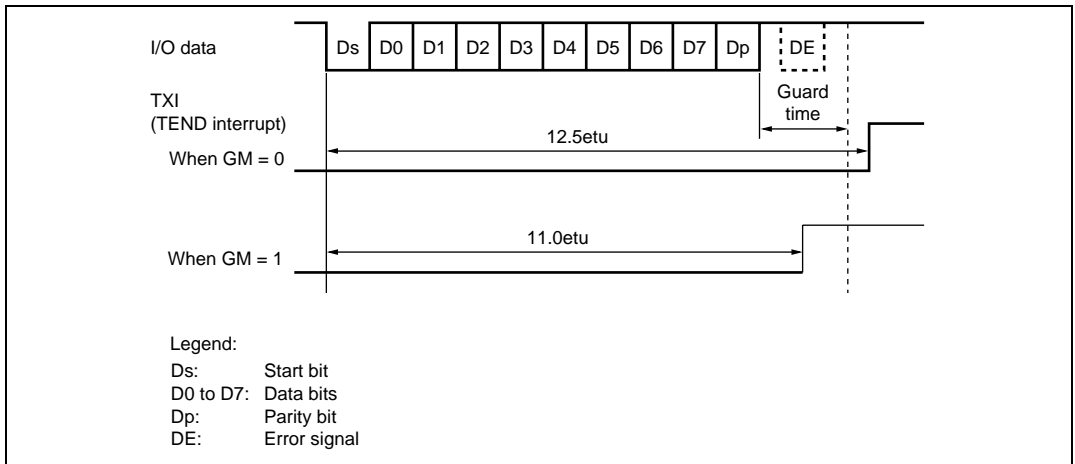 I/O data
Ds D0 D1 D2 D3 D4 D5 D6 D7 Dp DE
Guard
time
TXI
(TEND interrupt)
12.5etu
When GM = 0
11.0etu
When GM = 1
Legend:
Ds: Start bit
D0 to D7: Data bits
Dp: Parity bit
DE: Error signal